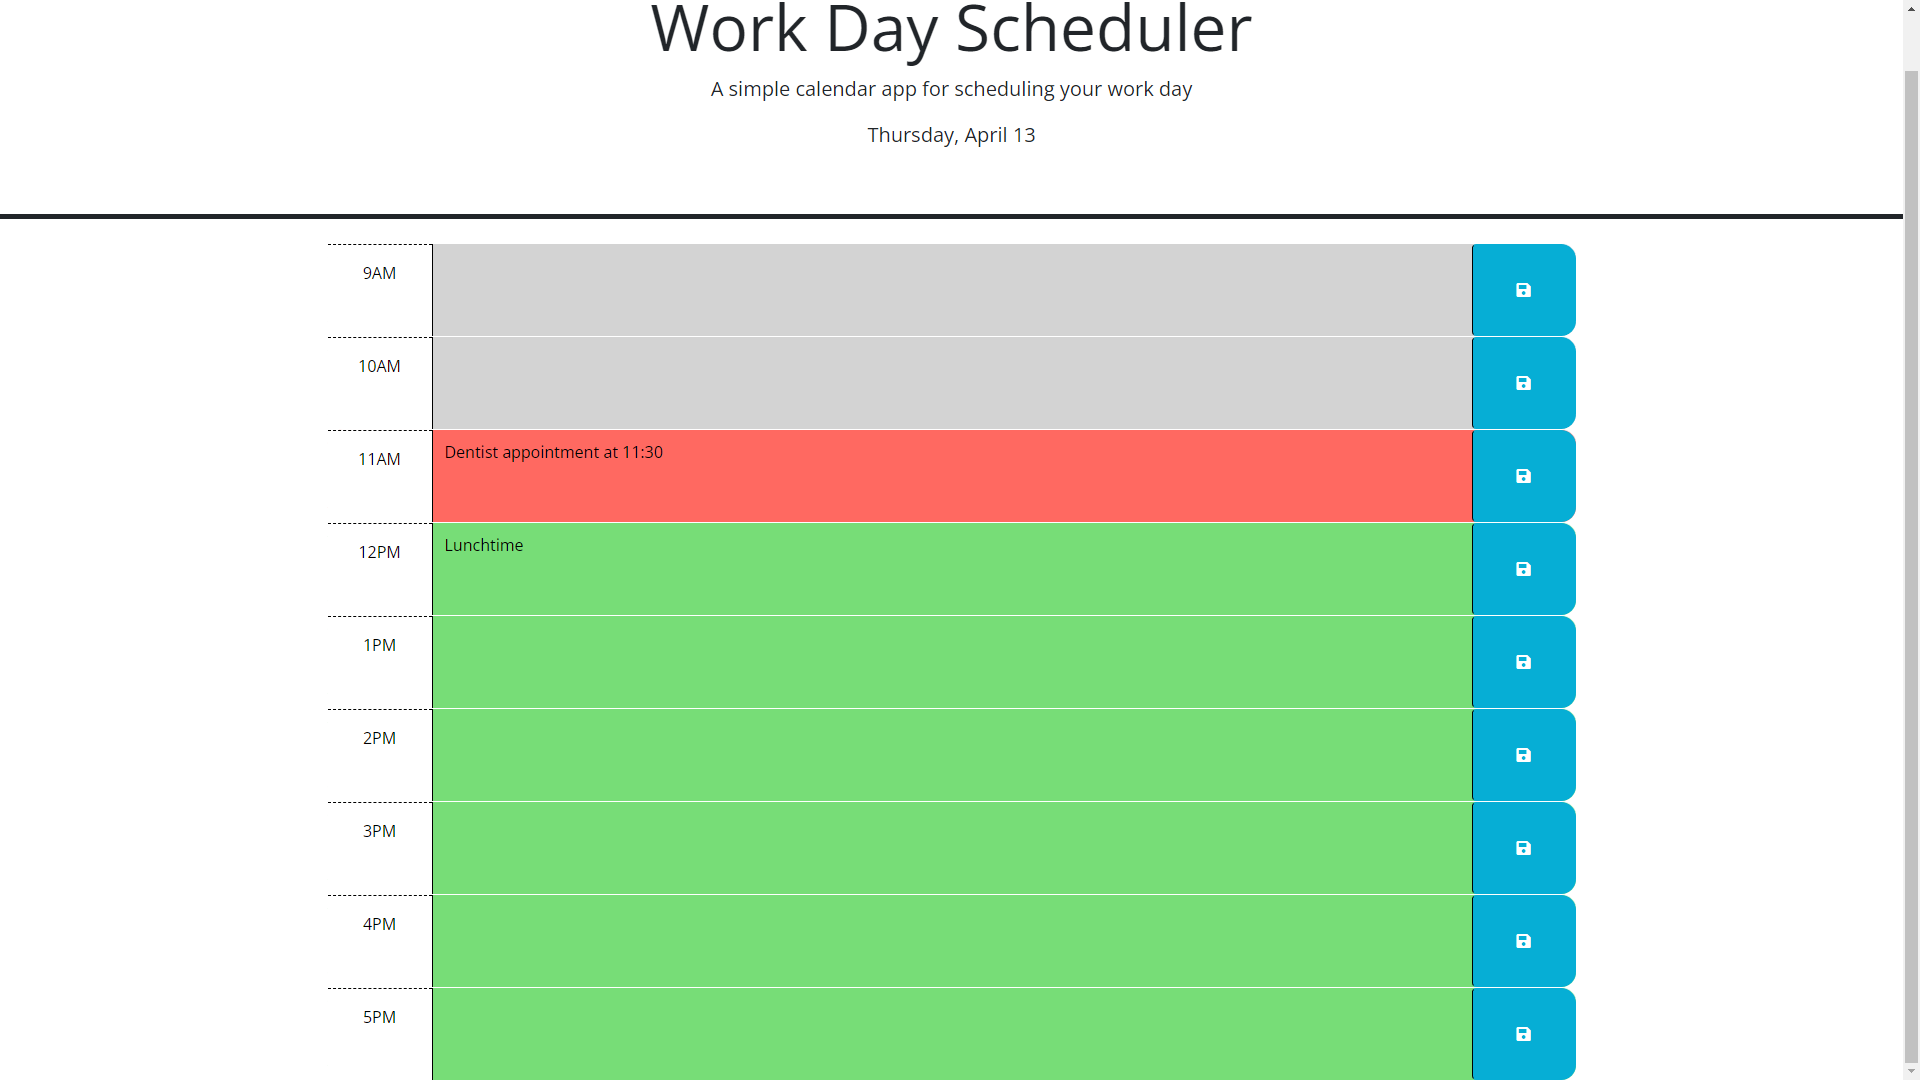 Work Day Scheduler
A simple calendar app for scheduling your work day
Thursday, April 13
9AM
10AM
11AM
Dentist appointment at 11:30
12PM
Lunchtime
1PM
2PM
3PM
4PM
5PM